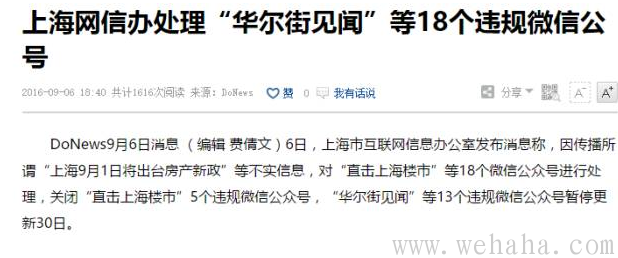 上海网信办处理“华尔街见闻”等18个违规微信公
号
2016-09-06 18:40 共计1616次阅读 来源：DoNews 赞 0 我有话说 分享 A- A+
DoNews9月6日消息 （编辑 费倩文）6日，上海市互联网信息办公室发布消息称，因传播所
谓“上海9月1日将出台房产新政”等不实信息，对“直击上海楼市”等18个微信公众号进行处
理，关闭“直击上海楼市”5个违规微信公众号，“华尔街见闻”等13个违规微信公众号暂停更
新30日。
www.wehaha.com